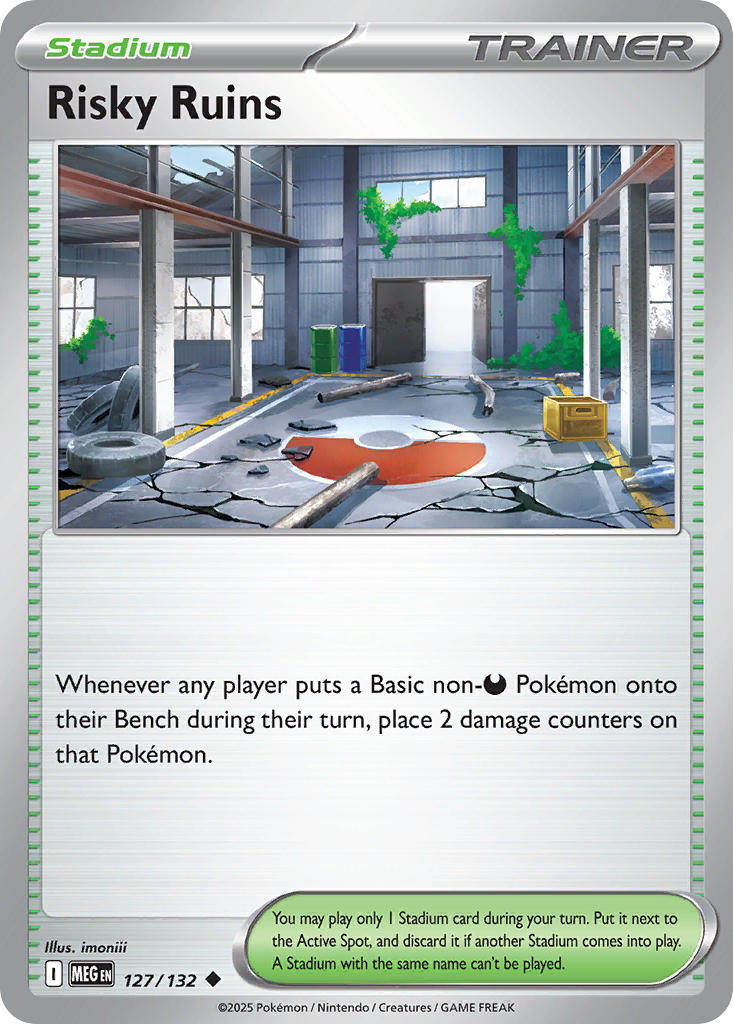 Stadium
TRAINER
Risky Ruins
Whenever any player puts a Basic non- Pokémon onto
their Bench during their turn, place 2 damage counters on
that Pokémon.
You may play only 1 Stadium card during your turn. Put it next to
the Active Spot, and discard it if another Stadium comes into play.
A Stadium with the same name can't be played.
Illus. imoniii
I MEG EN 127/132
©2025 Pokémon / Nintendo / Creatures / GAME FREAK